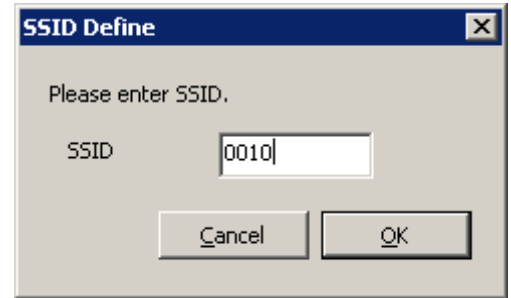 SSID Define
Please enter SSID.
SSID 0010
Cancel OK